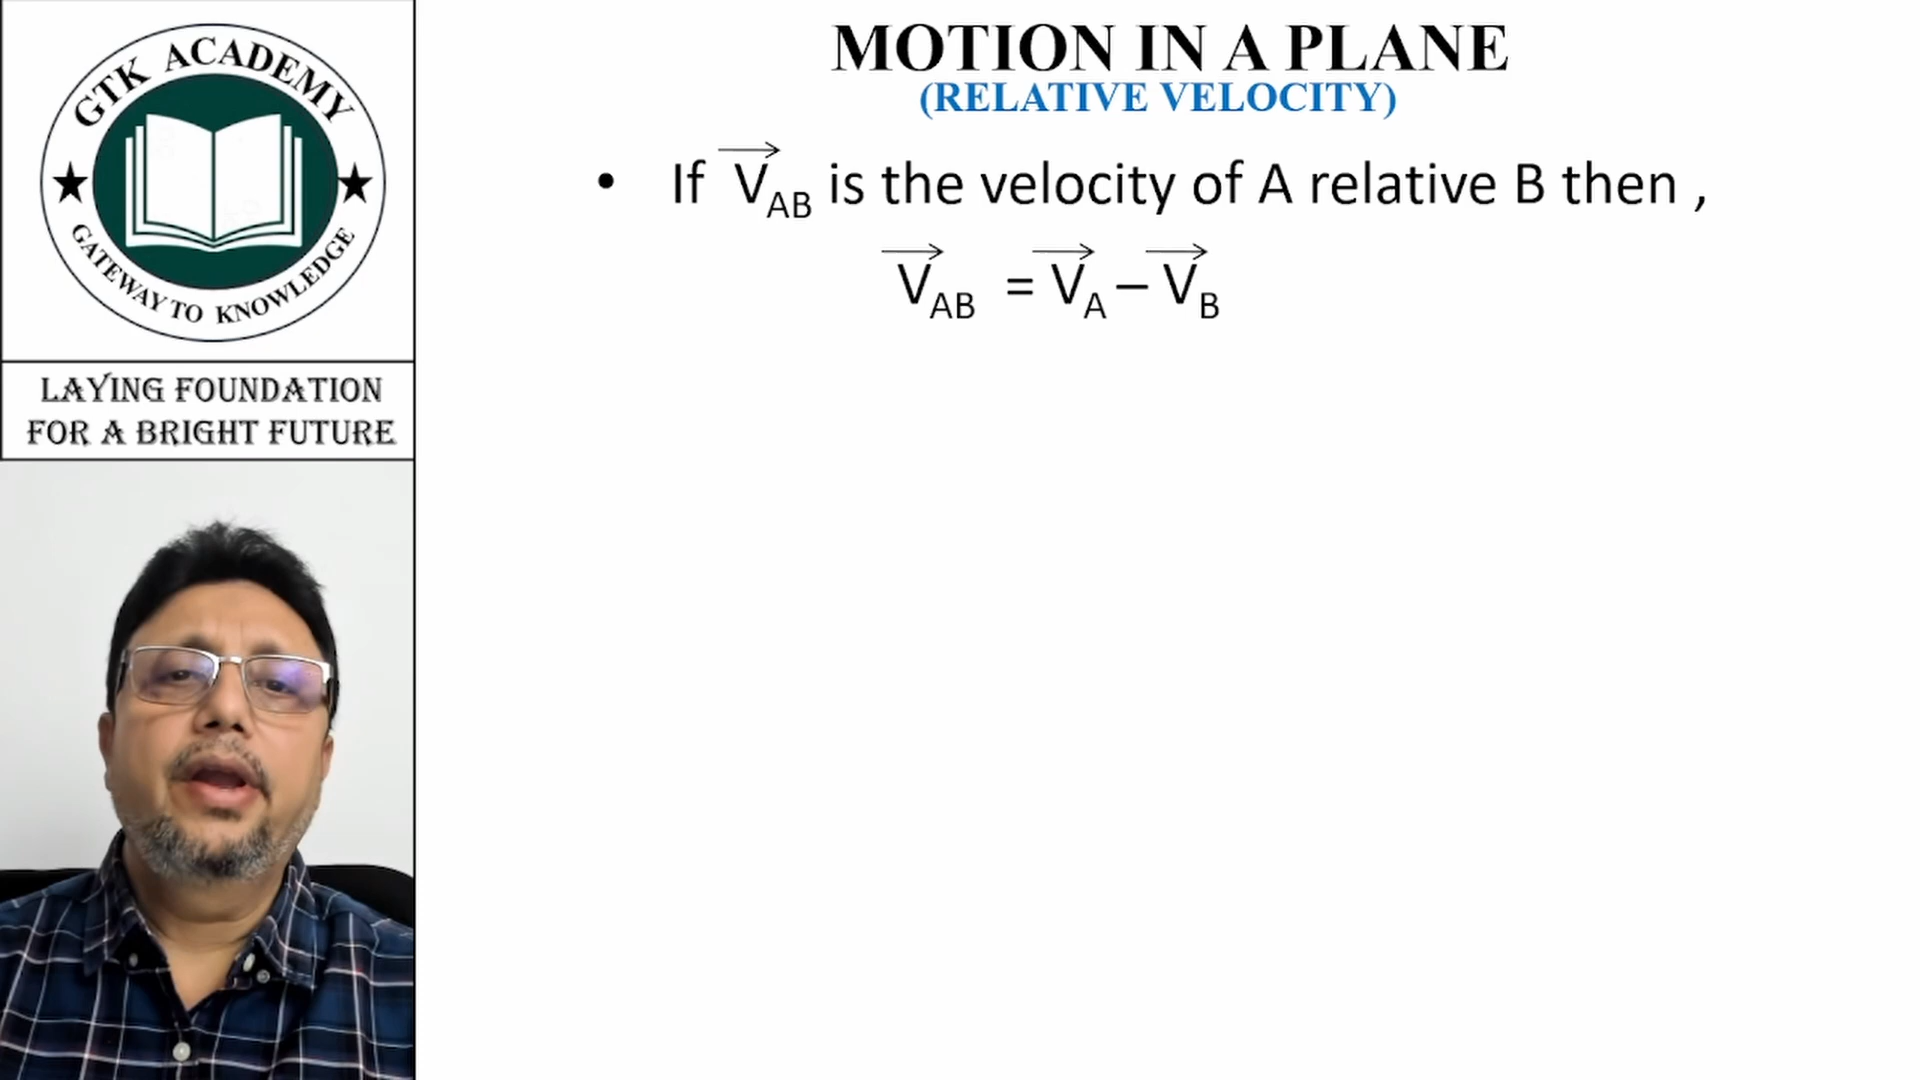 GTK ACADEMY
GATEWAY TO KNOWLEDGE
LAYING FOUNDATION
FOR A BRIGHT FUTURE
MOTION IN A PLANE
(RELATIVE VELOCITY)
• If V⃗AB is the velocity of A relative B then ,
V⃗AB = V⃗A – V⃗B